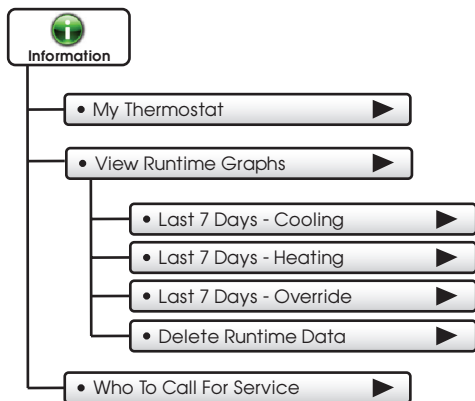 i
Information
• My Thermostat
• View Runtime Graphs
• Last 7 Days - Cooling
• Last 7 Days - Heating
• Last 7 Days - Override
• Delete Runtime Data
• Who To Call For Service